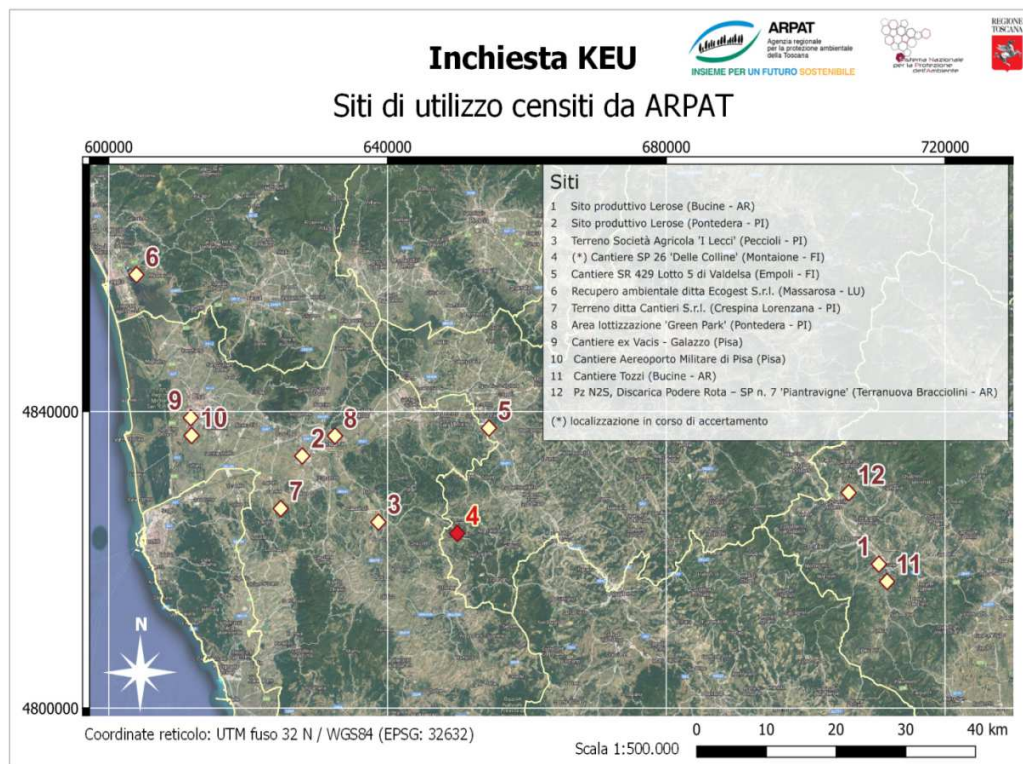 Inchiesta KEU
Siti di utilizzo censiti da ARPAT
ARPAT
Agenzia regionale
per la protezione ambientale
della Toscana
INSIEME PER UN FUTURO SOSTENIBILE
Sistema Nazionale
per la Protezione
dell'Ambiente
REGIONE
TOSCANA
600000
640000
680000
720000
Siti
1 Sito produttivo Lerose (Bucine - AR)
2 Sito produttivo Lerose (Pontedera - PI)
3 Terreno Società Agricola 'I Lecci' (Peccioli - PI)
4 (*) Cantiere SP 26 'Delle Colline' (Montaione - FI)
5 Cantiere SR 429 Lotto 5 di Valdelsa (Empoli - FI)
6 Recupero ambientale ditta Ecogest S.r.l. (Massarosa - LU)
7 Terreno ditta Cantieri S.r.l. (Crespina Lorenzana - PI)
8 Area lottizzazione 'Green Park' (Pontedera - PI)
9 Cantiere ex Vacis - Galazzo (Pisa)
10 Cantiere Aereoporto Militare di Pisa (Pisa)
11 Cantiere Tozzi (Bucine - AR)
12 Pz N2S, Discarica Podere Rota – SP n. 7 'Piantravigne' (Terranuova Bracciolini - AR)
(*) localizzazione in corso di accertamento
6
4840000
9
10
8
5
2
7
3
4
12
1
11
N
4800000
Coordinate reticolo: UTM fuso 32 N / WGS84 (EPSG: 32632)
Scala 1:500.000
0 10 20 30 40 km